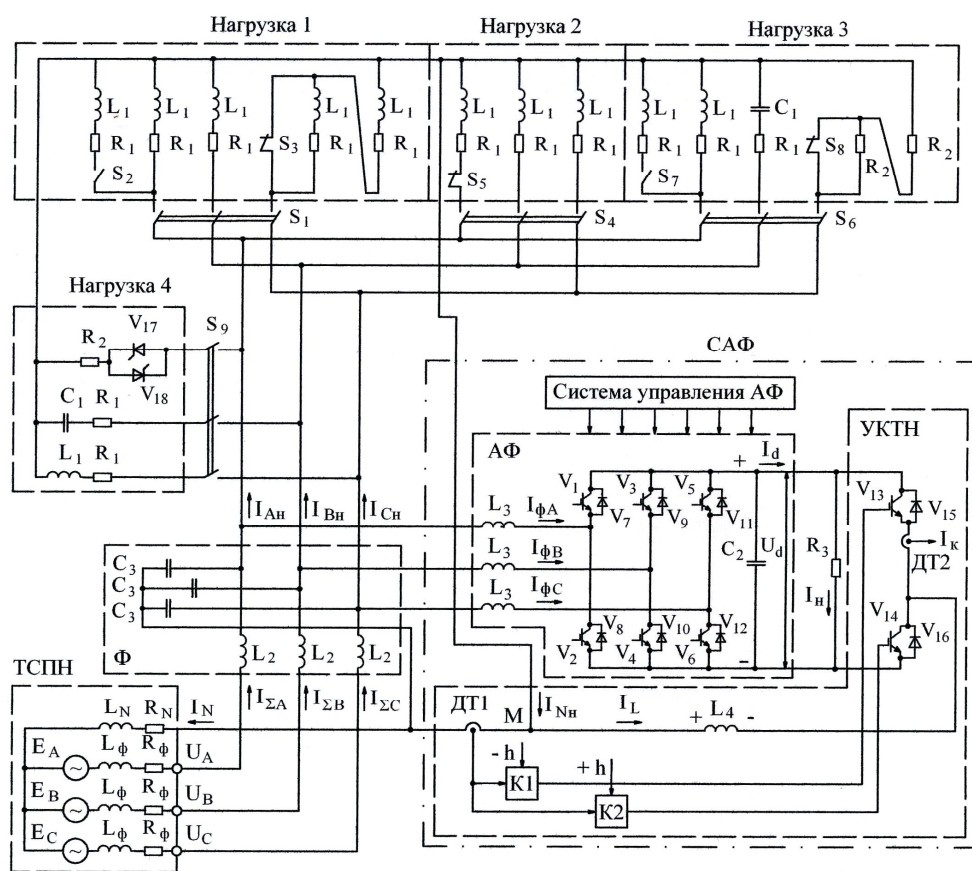 Нагрузка 1 Нагрузка 2 Нагрузка 3
L1 L1 L1 L1 L1 L1 L1 L1 L1 L1 C1
R1 R1 R1 S3 R1 R1 R1 R1 R1 R1 R1 R1 S8 R2 R2
S2 S5 S7
S1 S4 S6
Нагрузка 4
V17 S9
R2
V18
C1 R1
L1 R1
САФ
Система управления АФ
УКТН
АФ
IАн IВн ICн
L3 IфА
L3 IфВ
L3 IфС
V1 V3 V5
V7 V9 V11
+ Id
C2 Ud R3 Iн
V13 V15
Iк
ДТ2
V14 V16
V8 V10 V12
V2 V4 V6
-
C3
C3
C3
Ф
L2 L2 L2
ТСПН
IN
IΣA IΣB IΣC
LN RN
EA Lф Rф UA
EB Lф Rф UB
EC Lф Rф UC
ДТ1 М INн IL + L4 -
- h
К1
+ h
К2